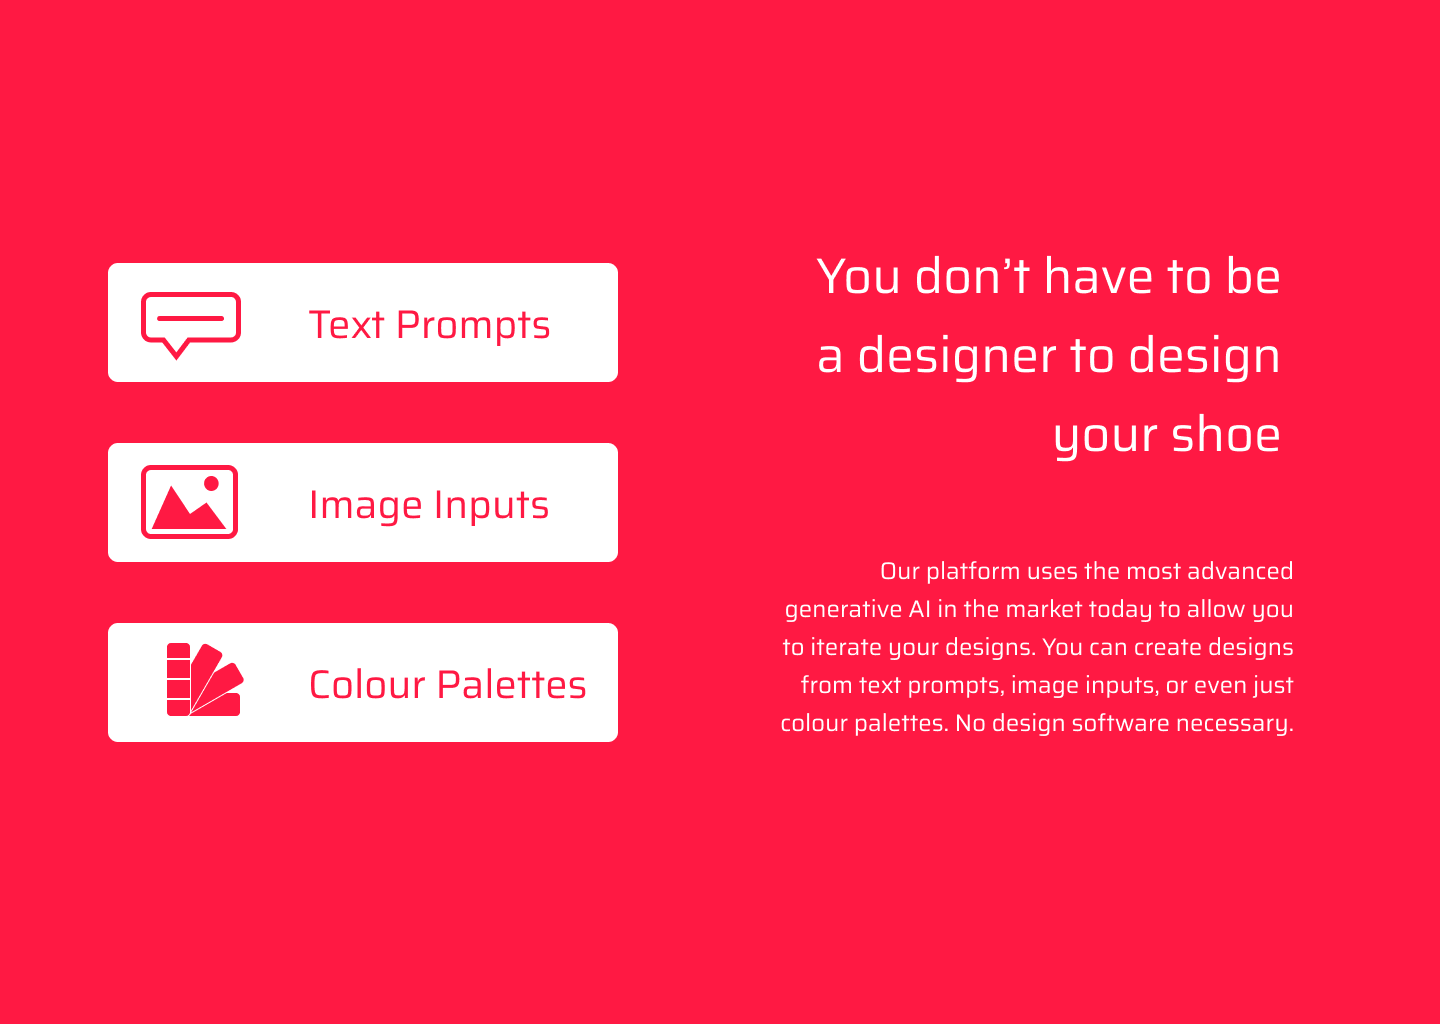 Text Prompts
Image Inputs
Colour Palettes
You don’t have to be
a designer to design
your shoe
Our platform uses the most advanced
generative AI in the market today to allow you
to iterate your designs. You can create designs
from text prompts, image inputs, or even just
colour palettes. No design software necessary.